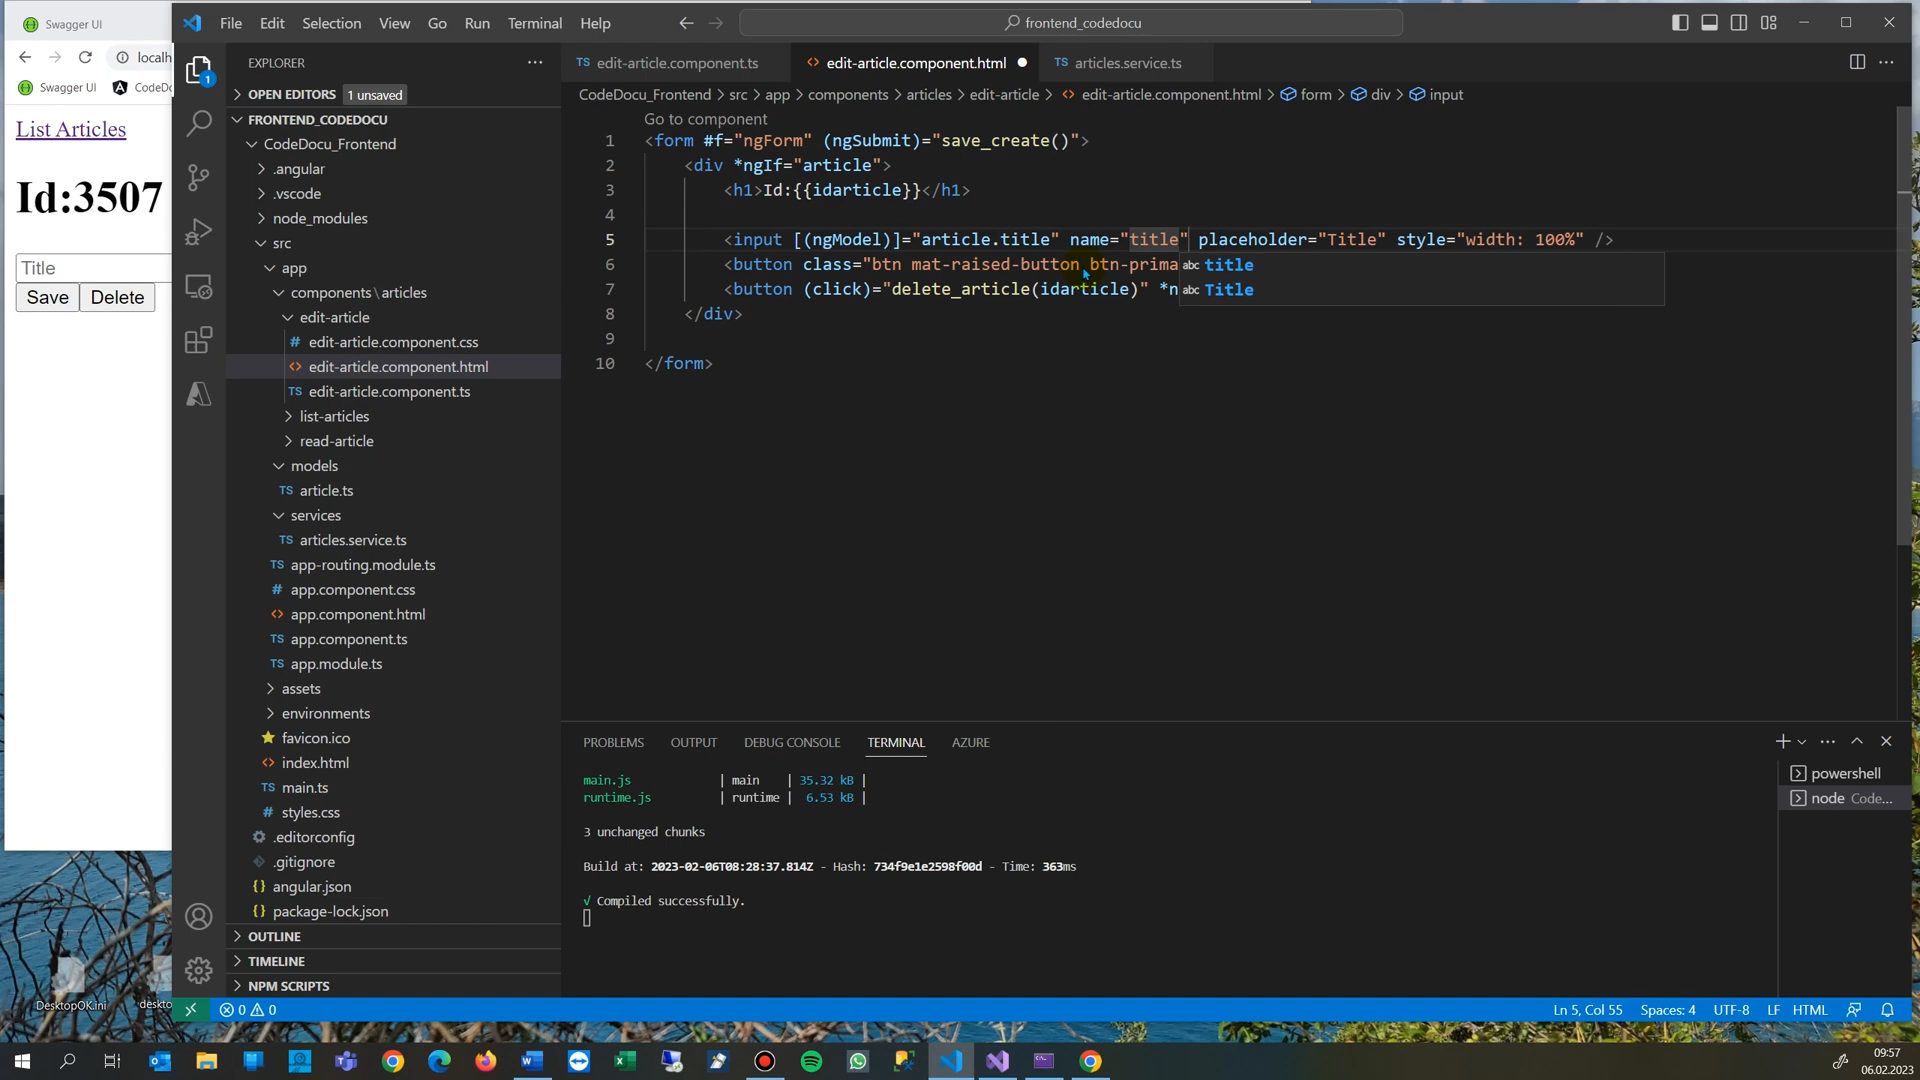 Swagger UI
localh
Swagger UI
CodeDo
List Articles
Id:3507
Title
Save
Delete
DesktopOK.ini
deskto
File Edit Selection View Go Run Terminal Help
frontend_codedocu
EXPLORER
OPEN EDITORS 1 unsaved
FRONTEND_CODEDOCU
CodeDocu_Frontend
.angular
.vscode
node_modules
src
app
components\articles
edit-article
edit-article.component.css
edit-article.component.html
edit-article.component.ts
list-articles
read-article
models
article.ts
services
articles.service.ts
app-routing.module.ts
app.component.css
app.component.html
app.component.ts
app.module.ts
assets
environments
favicon.ico
index.html
main.ts
styles.css
.editorconfig
.gitignore
angular.json
package-lock.json
OUTLINE
TIMELINE
NPM SCRIPTS
1
TS edit-article.component.ts
edit-article.component.html
TS articles.service.ts
CodeDocu_Frontend > src > app > components > articles > edit-article > edit-article.component.html > form > div > input
Go to component
1 <form #f="ngForm" (ngSubmit)="save_create()">
2 <div *ngIf="article">
3 <h1>Id:{{idarticle}}</h1>
4
5 <input [(ngModel)]="article.title" name="title" placeholder="Title" style="width: 100%" />
6 <button class="btn mat-raised-button btn-prima
7 <button (click)="delete_article(idarticle)" *n
8 </div>
9
10 </form>
abc title
abc Title
PROBLEMS OUTPUT DEBUG CONSOLE TERMINAL AZURE
main.js | main | 35.32 kB |
runtime.js | runtime | 6.53 kB |
3 unchanged chunks
Build at: 2023-02-06T08:28:37.814Z - Hash: 734f9e1e2598f00d - Time: 363ms
√ Compiled successfully.
powershell
node Code...
0 0
Ln 5, Col 55 Spaces: 4 UTF-8 LF HTML
09:57
06.02.2023